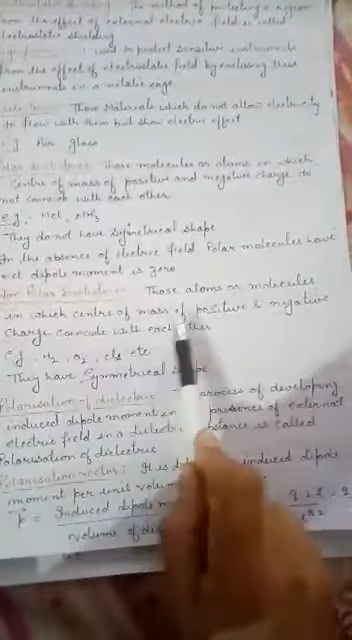 The method of protecting a region
from the effect of external electric field is called
electrostatic shielding
used to protect sensitive instruments
from the effect of electrostatic field by enclosing these
instruments in a metallic cage
Those Materials which do not allow electricity
to flow with them but show electric effect
e.g Air glass
Those molecules or atoms in which
Centre of mass of positive and negative charge do
not coincide with each other
e.g.- HCl, NH3
They do not have symmetrical shape
In the absence of electric field Polar molecules have
net dipole moment is zero
Non Polar Those atoms or molecules
in which centre of mass of positive & negative
Charge coincide with each other
e.g. H2, O2, etc.
They have symmetrical
Polarisation of dielectric process of developing
induced dipole moment in presence of external
electric field in a is called
Polarisation of dielectric
Polarisation vector: It is induced dipole
moment per unit volume
P = Induced dipole
volume of